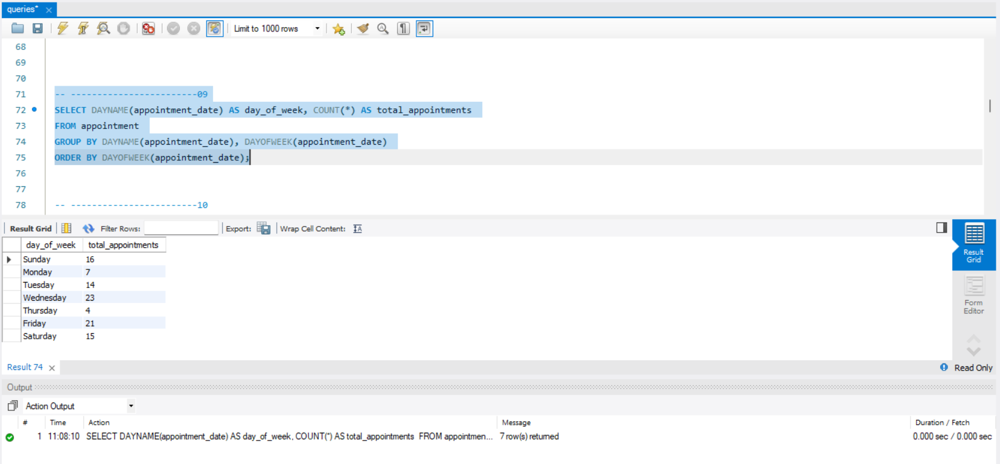 queries*
Limit to 1000 rows
68
69
70
71 -- ------------------------09
72 SELECT DAYNAME(appointment_date) AS day_of_week, COUNT(*) AS total_appointments
73 FROM appointment
74 GROUP BY DAYNAME(appointment_date), DAYOFWEEK(appointment_date)
75 ORDER BY DAYOFWEEK(appointment_date);
76
77
78 -- ------------------------10
Result Grid Filter Rows: Export: Wrap Cell Content:
day_of_week total_appointments
Sunday 16
Monday 7
Tuesday 14
Wednesday 23
Thursday 4
Friday 21
Saturday 15
Result
Grid
Form
Editor
Result 74 Read Only
Output
Action Output
# Time Action Message Duration / Fetch
1 11:08:10 SELECT DAYNAME(appointment_date) AS day_of_week, COUNT(*) AS total_appointments FROM appointmen... 7 row(s) returned 0.000 sec / 0.000 sec